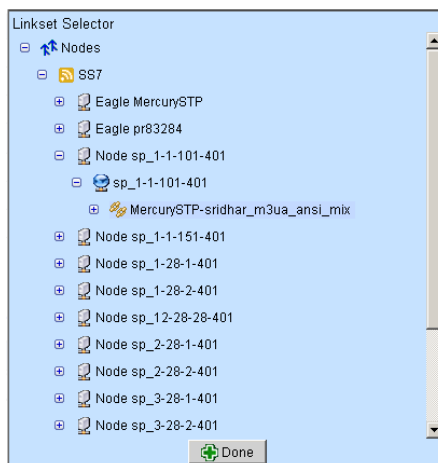 Linkset Selector
Nodes
SS7
Eagle MercurySTP
Eagle pr83284
Node sp_1-1-101-401
sp_1-1-101-401
MercurySTP-sridhar_m3ua_ansi_mix
Node sp_1-1-151-401
Node sp_1-28-1-401
Node sp_1-28-2-401
Node sp_12-28-28-401
Node sp_2-28-1-401
Node sp_2-28-2-401
Node sp_3-28-1-401
Node sp_3-28-2-401
Done